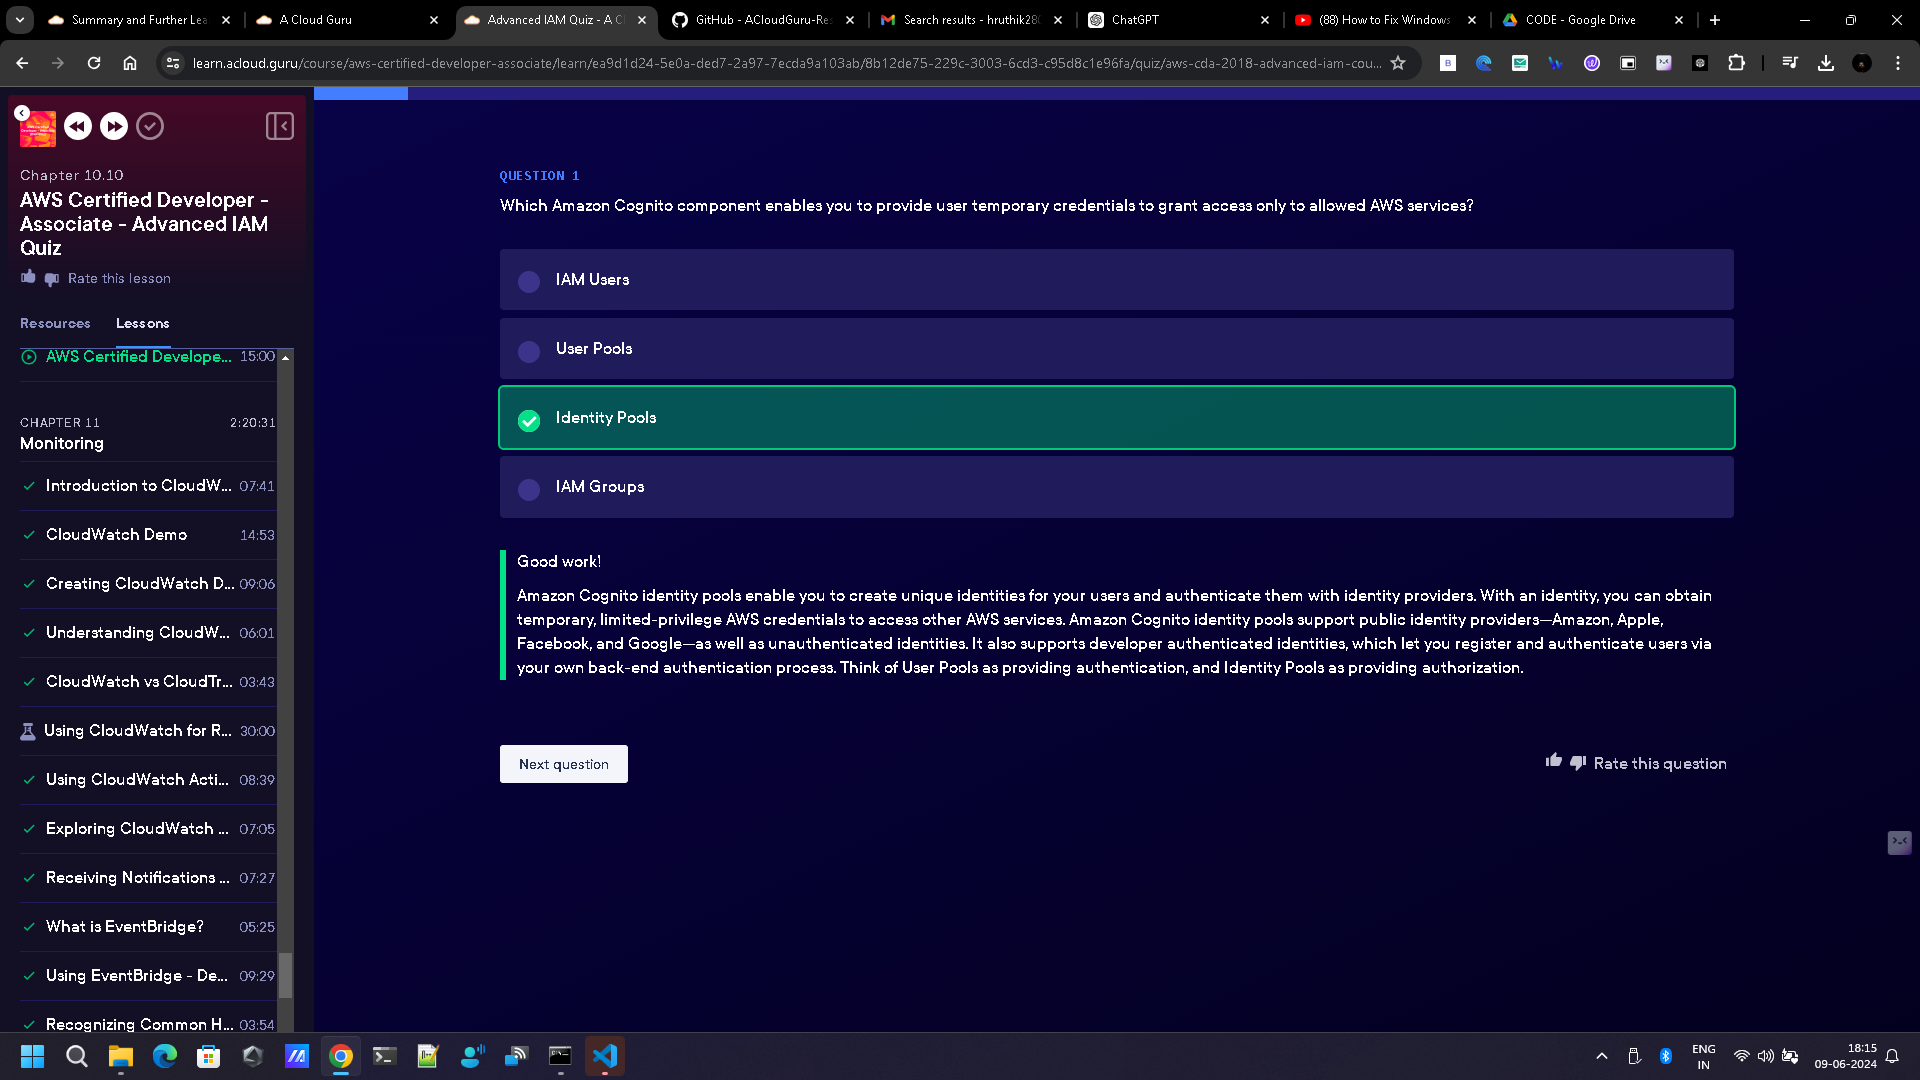 Summary and Further Lea
A Cloud Guru
Advanced IAM Quiz - A Cl
GitHub - ACloudGuru-Res
Search results - hruthik280
ChatGPT
(88) How to Fix Windows
CODE - Google Drive
learn.acloud.guru/course/aws-certified-developer-associate/learn/ea9d1d24-5e0a-ded7-2a97-7ecda9a103ab/8b12de75-229c-3003-6cd3-c95d8c1e96fa/quiz/aws-cda-2018-advanced-iam-cou...
Chapter 10.10
AWS Certified Developer -
Associate - Advanced IAM
Quiz
Rate this lesson
Resources
Lessons
AWS Certified Develope... 15:00
CHAPTER 11 2:20:31
Monitoring
Introduction to CloudW... 07:41
CloudWatch Demo 14:53
Creating CloudWatch D... 09:06
Understanding CloudW... 06:01
CloudWatch vs CloudTr... 03:43
Using CloudWatch for R... 30:00
Using CloudWatch Acti... 08:39
Exploring CloudWatch ... 07:05
Receiving Notifications ... 07:27
What is EventBridge? 05:25
Using EventBridge - De... 09:29
Recognizing Common H... 03:54
QUESTION 1
Which Amazon Cognito component enables you to provide user temporary credentials to grant access only to allowed AWS services?
IAM Users
User Pools
Identity Pools
IAM Groups
Good work!
Amazon Cognito identity pools enable you to create unique identities for your users and authenticate them with identity providers. With an identity, you can obtain
temporary, limited-privilege AWS credentials to access other AWS services. Amazon Cognito identity pools support public identity providers—Amazon, Apple,
Facebook, and Google—as well as unauthenticated identities. It also supports developer authenticated identities, which let you register and authenticate users via
your own back-end authentication process. Think of User Pools as providing authentication, and Identity Pools as providing authorization.
Next question
Rate this question
ENG
IN
18:15
09-06-2024